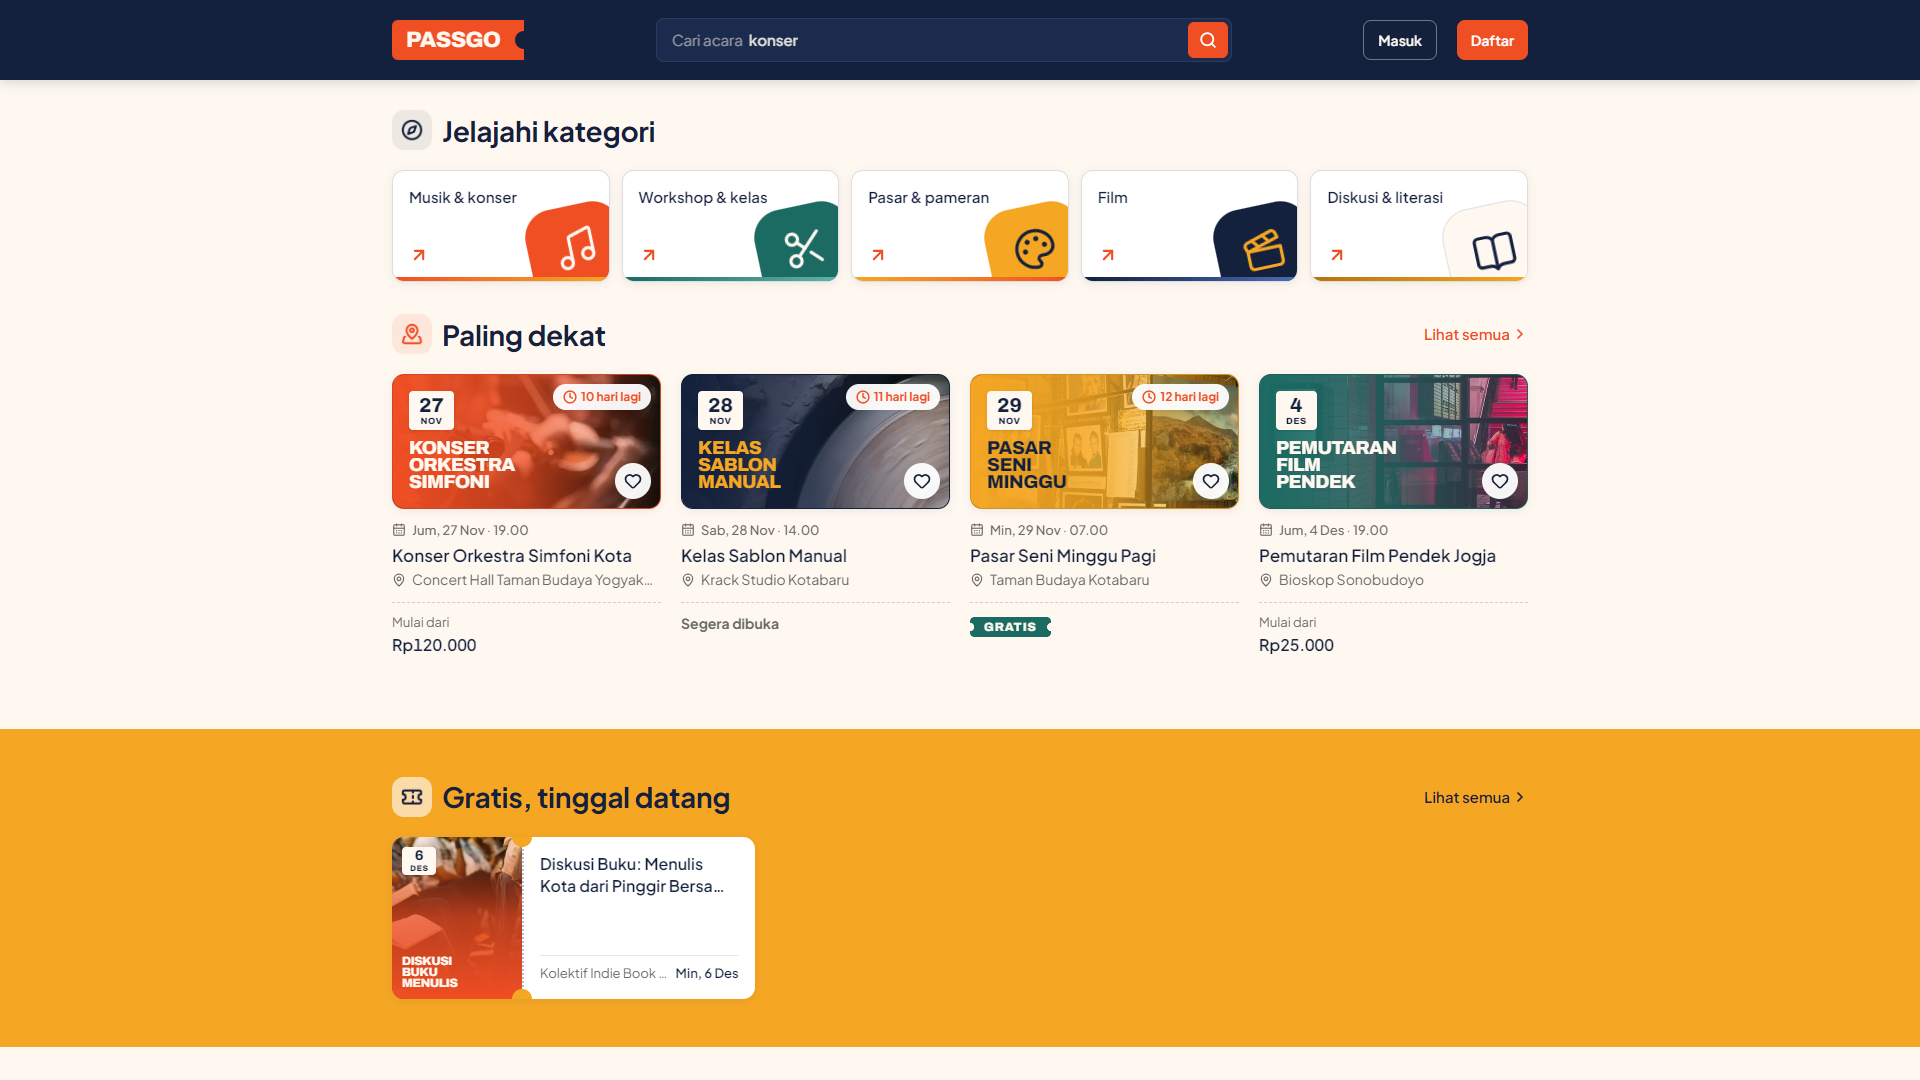 PASSGO
Cari acara konser
Masuk
Daftar
Jelajahi kategori
Musik & konser
Workshop & kelas
Pasar & pameran
Film
Diskusi & literasi
Paling dekat
Lihat semua
27
NOV
10 hari lagi
KONSER
ORKESTRA
SIMFONI
Jum, 27 Nov · 19.00
Konser Orkestra Simfoni Kota
Concert Hall Taman Budaya Yogyak...
Mulai dari
Rp120.000
28
NOV
11 hari lagi
KELAS
SABLON
MANUAL
Sab, 28 Nov · 14.00
Kelas Sablon Manual
Krack Studio Kotabaru
Segera dibuka
29
NOV
12 hari lagi
PASAR
SENI
MINGGU
Min, 29 Nov · 07.00
Pasar Seni Minggu Pagi
Taman Budaya Kotabaru
GRATIS
4
DES
PEMUTARAN
FILM
PENDEK
Jum, 4 Des · 19.00
Pemutaran Film Pendek Jogja
Bioskop Sonobudoyo
Mulai dari
Rp25.000
Gratis, tinggal datang
Lihat semua
6
DES
DISKUSI
BUKU
MENULIS
Diskusi Buku: Menulis
Kota dari Pinggir Bersa...
Kolektif Indie Book ...
Min, 6 Des